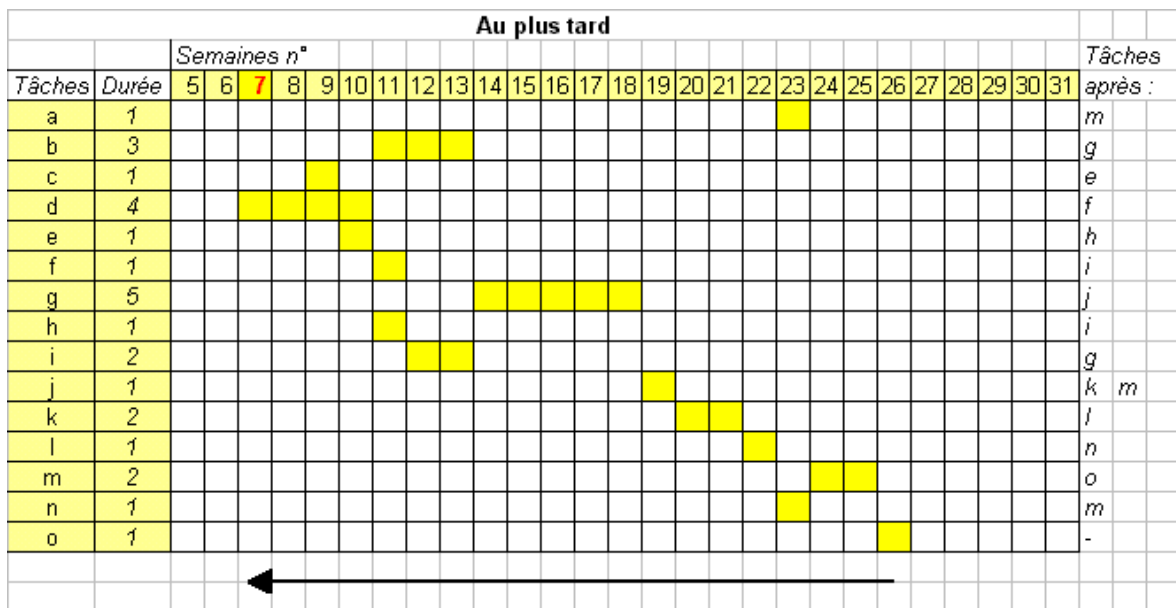 Au plus tard
Semaines n° Tâches
Tâches Durée 5 6 7 8 9 10 11 12 13 14 15 16 17 18 19 20 21 22 23 24 25 26 27 28 29 30 31 après :
a 1 m
b 3 g
c 1 e
d 4 f
e 1 h
f 1 i
g 5 j
h 1 i
i 2 g
j 1 k m
k 2 l
l 1 n
m 2 o
n 1 m
o 1 -